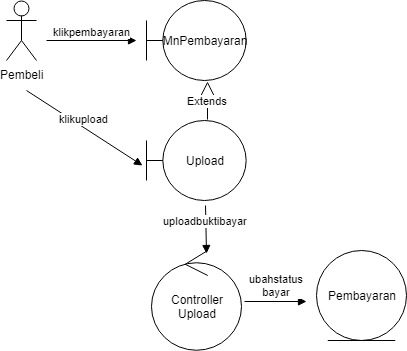 klikpembayaran
MnPembayaran
Pembeli
Extends
klikupload
Upload
uploadbuktibayar
ubahstatus
bayar
Controller
Upload
Pembayaran